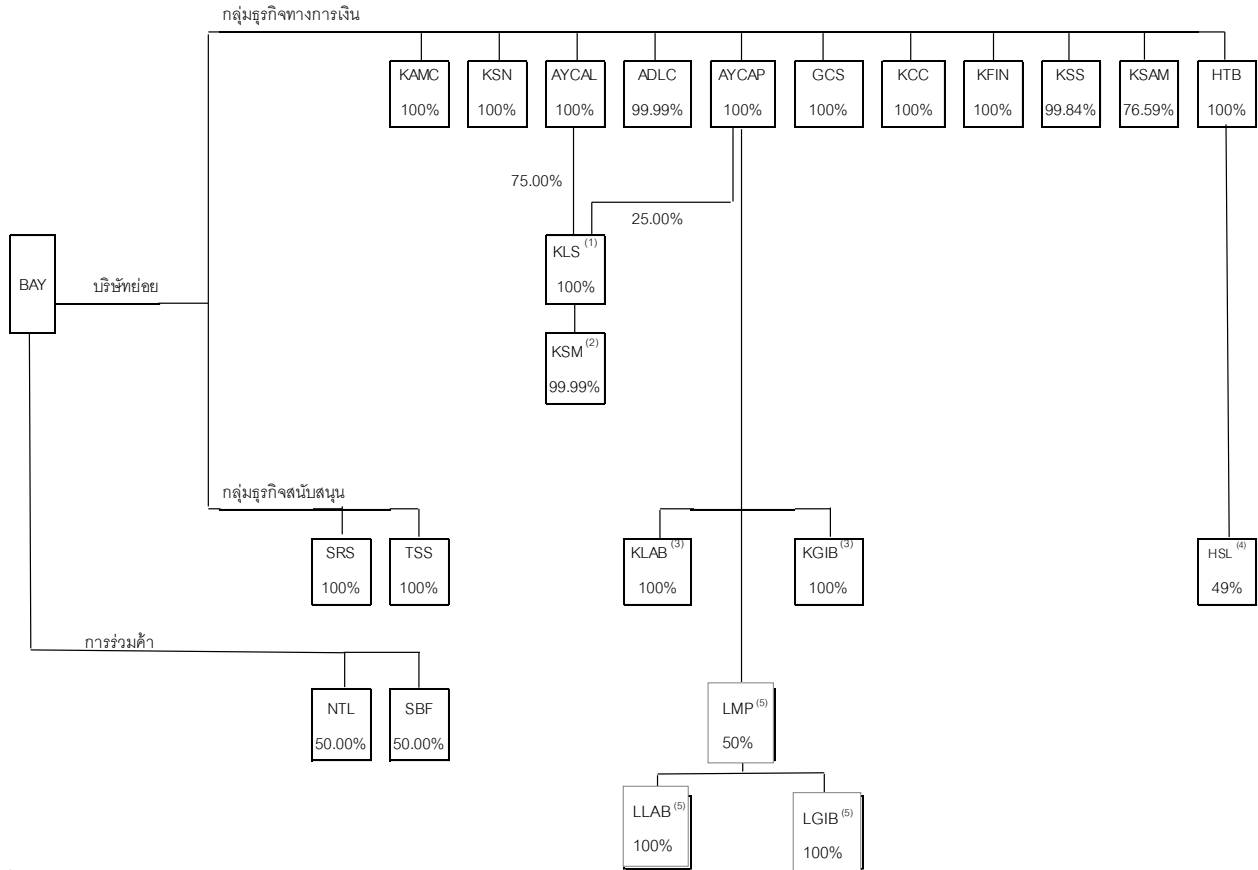 กลุ่มธุรกิจทางการเงิน
KAMC KSN AYCAL ADLC AYCAP GCS KCC KFIN KSS KSAM HTB
100% 100% 100% 99.99% 100% 100% 100% 100% 99.84% 76.59% 100%
75.00%
25.00%
KLS (1)
100%
BAY
บริษัทย่อย
KSM (2)
99.99%
กลุ่มธุรกิจสนับสนุน
SRS TSS KLAB (3) KGIB (3) HSL (4)
100% 100% 100% 100% 49%
การร่วมค้า
NTL SBF LMP (5)
50.00% 50.00% 50%
LLAB (5) LGIB (5)
100% 100%